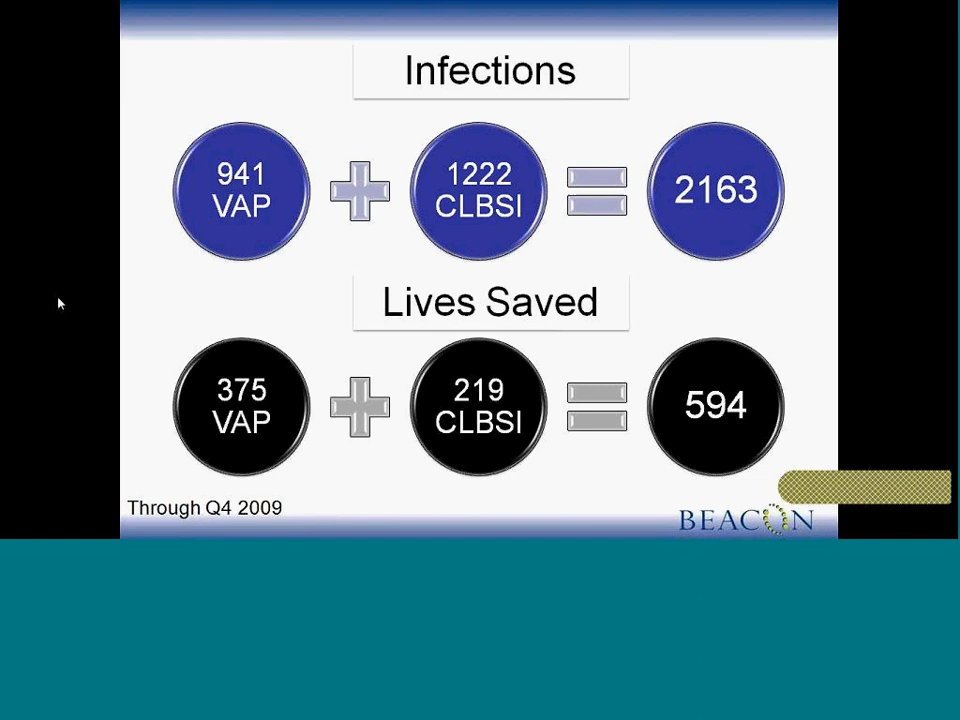 Infections
941
VAP
1222
CLBSI
2163
Lives Saved
375
VAP
219
CLBSI
594
Through Q4 2009
BEACON